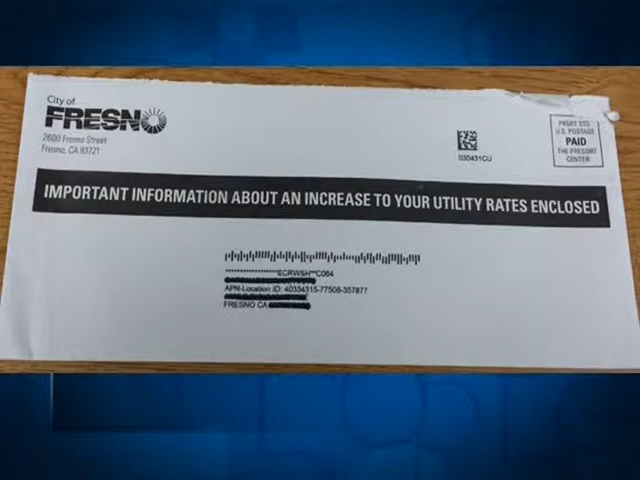 City of
FRESNO
2600 Fresno Street
Fresno, CA 93721
PRSRT STD
U.S. POSTAGE
PAID
THE PRESORT
CENTER
030431CU
IMPORTANT INFORMATION ABOUT AN INCREASE TO YOUR UTILITY RATES ENCLOSED
******************ECRWSH**C064
APN-Location ID: 40334315-77508-357877
FRESNO CA